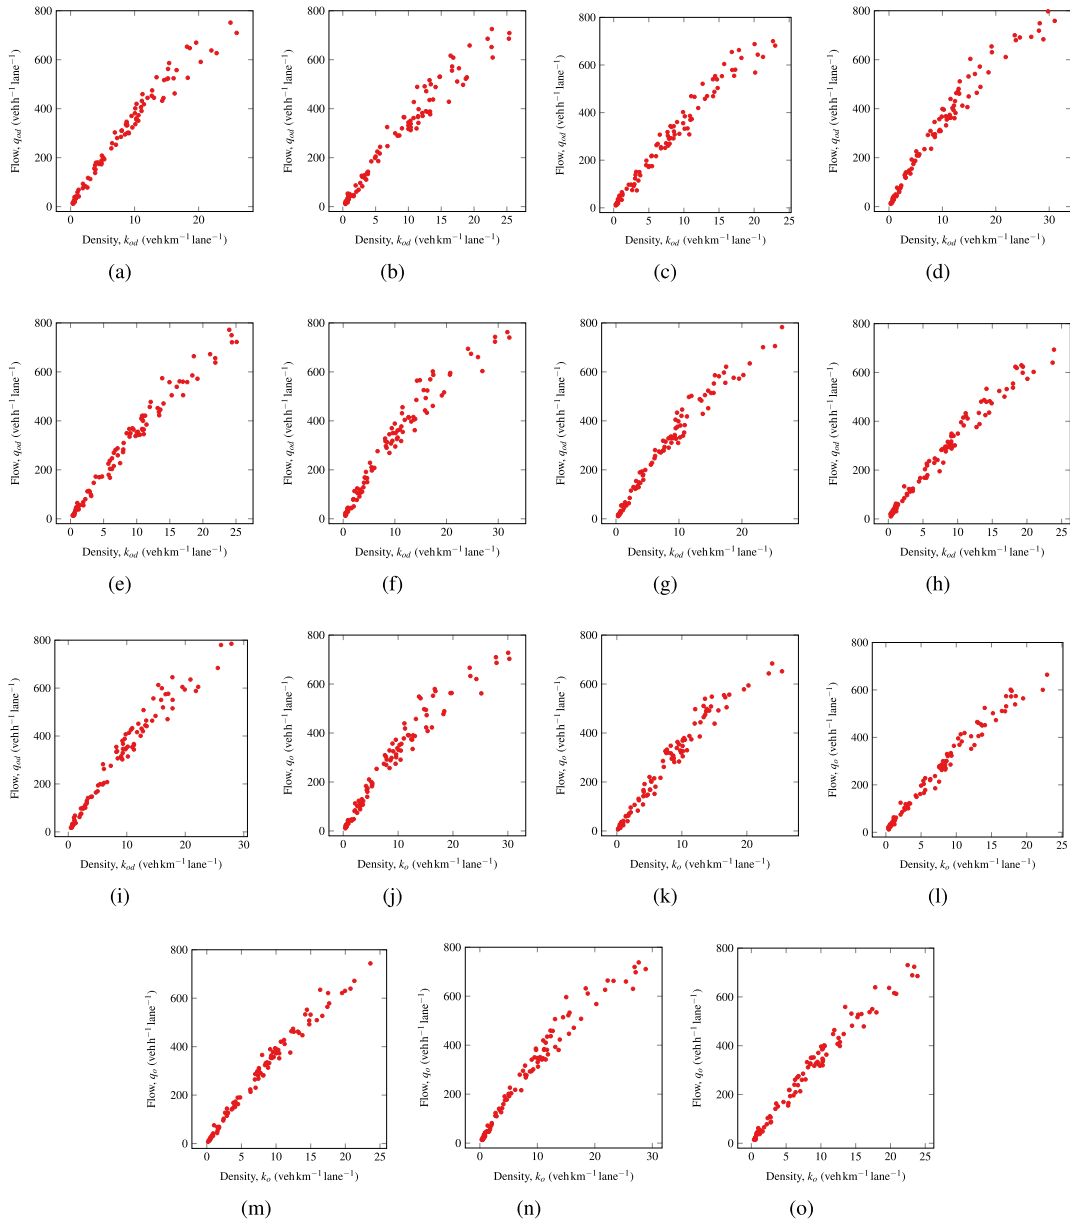 800
600
400
200
0
Flow, q_od (veh h⁻¹ lane⁻¹)
0 10 20
Density, k_od (veh km⁻¹ lane⁻¹)
(a)
800
600
400
200
0
Flow, q_od (veh h⁻¹ lane⁻¹)
0 5 10 15 20 25
Density, k_od (veh km⁻¹ lane⁻¹)
(b)
800
600
400
200
0
Flow, q_od (veh h⁻¹ lane⁻¹)
0 5 10 15 20 25
Density, k_od (veh km⁻¹ lane⁻¹)
(c)
800
600
400
200
0
Flow, q_od (veh h⁻¹ lane⁻¹)
0 10 20 30
Density, k_od (veh km⁻¹ lane⁻¹)
(d)
800
600
400
200
0
Flow, q_od (veh h⁻¹ lane⁻¹)
0 5 10 15 20 25
Density, k_od (veh km⁻¹ lane⁻¹)
(e)
800
600
400
200
0
Flow, q_od (veh h⁻¹ lane⁻¹)
0 10 20 30
Density, k_od (veh km⁻¹ lane⁻¹)
(f)
800
600
400
200
0
Flow, q_od (veh h⁻¹ lane⁻¹)
0 10 20
Density, k_od (veh km⁻¹ lane⁻¹)
(g)
800
600
400
200
0
Flow, q_od (veh h⁻¹ lane⁻¹)
0 5 10 15 20 25
Density, k_od (veh km⁻¹ lane⁻¹)
(h)
800
600
400
200
0
Flow, q_od (veh h⁻¹ lane⁻¹)
0 10 20 30
Density, k_od (veh km⁻¹ lane⁻¹)
(i)
800
600
400
200
0
Flow, q_o (veh h⁻¹ lane⁻¹)
0 10 20 30
Density, k_o (veh km⁻¹ lane⁻¹)
(j)
800
600
400
200
0
Flow, q_o (veh h⁻¹ lane⁻¹)
0 10 20
Density, k_o (veh km⁻¹ lane⁻¹)
(k)
800
600
400
200
0
Flow, q_o (veh h⁻¹ lane⁻¹)
0 5 10 15 20 25
Density, k_o (veh km⁻¹ lane⁻¹)
(l)
800
600
400
200
0
Flow, q_o (veh h⁻¹ lane⁻¹)
0 5 10 15 20 25
Density, k_o (veh km⁻¹ lane⁻¹)
(m)
800
600
400
200
0
Flow, q_o (veh h⁻¹ lane⁻¹)
0 10 20 30
Density, k_o (veh km⁻¹ lane⁻¹)
(n)
800
600
400
200
0
Flow, q_o (veh h⁻¹ lane⁻¹)
0 5 10 15 20 25
Density, k_o (veh km⁻¹ lane⁻¹)
(o)